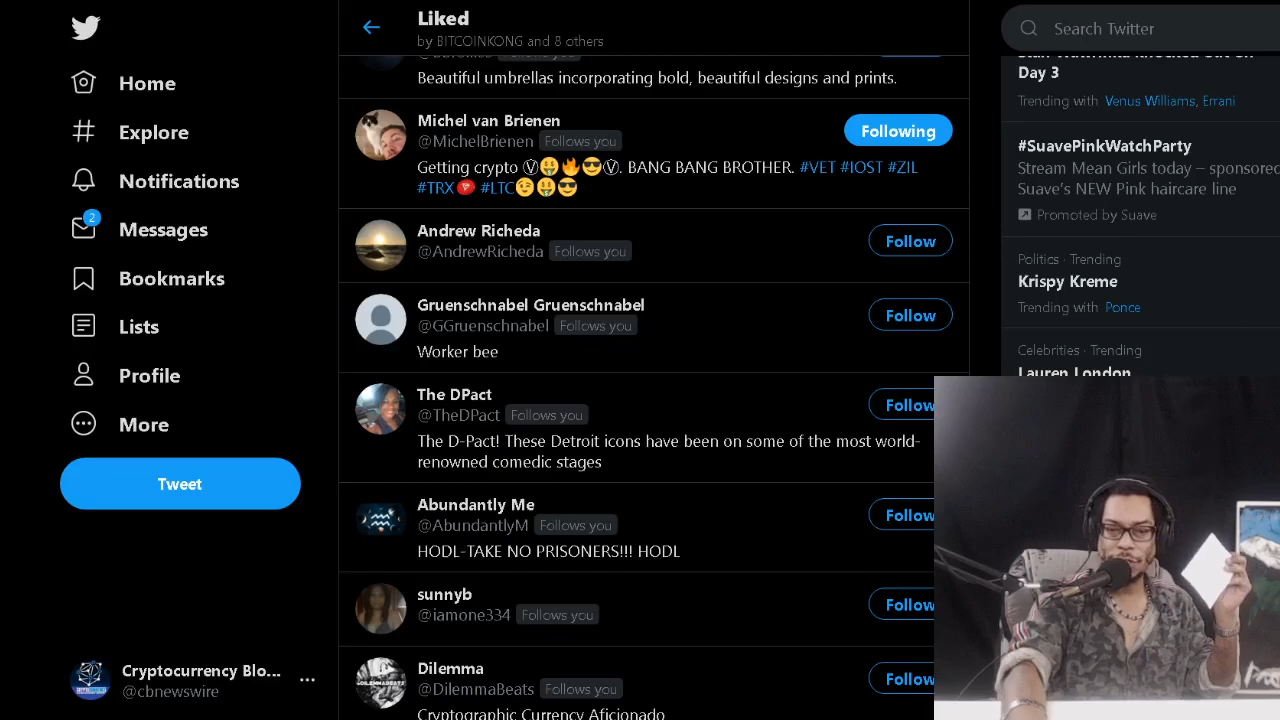 Home
Explore
Notifications
2
Messages
Bookmarks
Lists
Profile
More
Tweet
Cryptocurrency Blo...
@cbnewswire
Liked
by BITCOINKONG and 8 others
Follows you
Beautiful umbrellas incorporating bold, beautiful designs and prints.
Michel van Brienen
@MichelBrienen Follows you
Following
Getting crypto Ⓥ🤑🔥😎Ⓥ. BANG BANG BROTHER. #VET #IOST #ZIL
#TRX #LTC😉🤑😎
Andrew Richeda
@AndrewRicheda Follows you
Follow
Gruenschnabel Gruenschnabel
@GGruenschnabel Follows you
Follow
Worker bee
The DPact
@TheDPact Follows you
Follow
The D-Pact! These Detroit icons have been on some of the most world-
renowned comedic stages
Abundantly Me
@AbundantlyM Follows you
Follow
HODL-TAKE NO PRISONERS!!! HODL
sunnyb
@iamone334 Follows you
Follow
Dilemma
@DilemmaBeats Follows you
Follow
Cryptographic Currency Aficionado
Search Twitter
Day 3
Trending with Venus Williams, Errani
#SuavePinkWatchParty
Stream Mean Girls today – sponsored
Suave's NEW Pink haircare line
Promoted by Suave
Politics · Trending
Krispy Kreme
Trending with Ponce
Celebrities · Trending
Lauren London